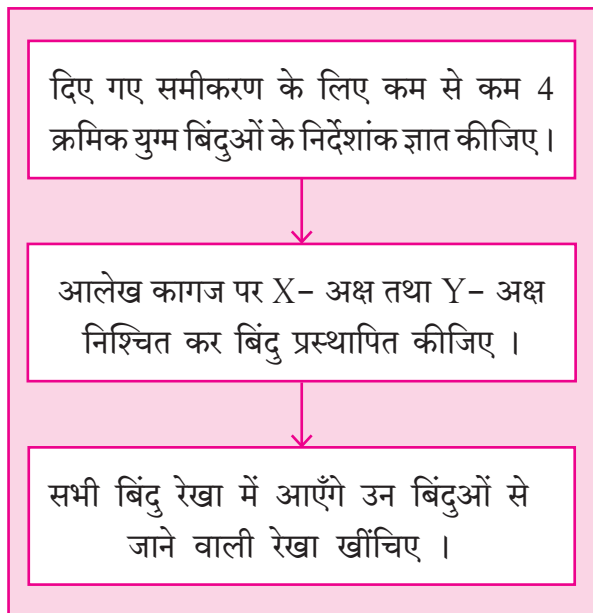 दिए गए समीकरण के लिए कम से कम 4
क्रमिक युग्म बिंदुओं के निर्देशांक ज्ञात कीजिए।
आलेख कागज पर X- अक्ष तथा Y- अक्ष
निश्चित कर बिंदु प्रस्थापित कीजिए ।
सभी बिंदु रेखा में आएँगे उन बिंदुओं से
जाने वाली रेखा खींचिए ।